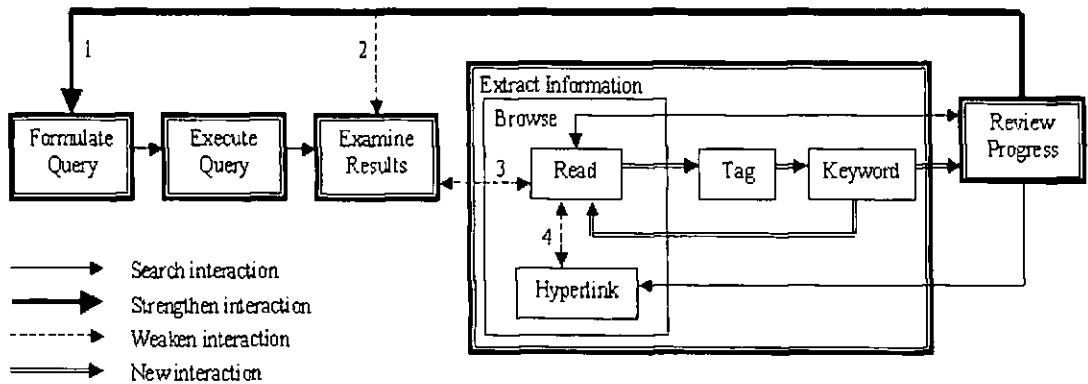 1
2
Extract Information
Browse
Formulate
Query
Execute
Query
Examine
Results
3
Read
Tag
Keyword
Review
Progress
4
Hyperlink
Search interaction
Strengthen interaction
Weaken interaction
New interaction